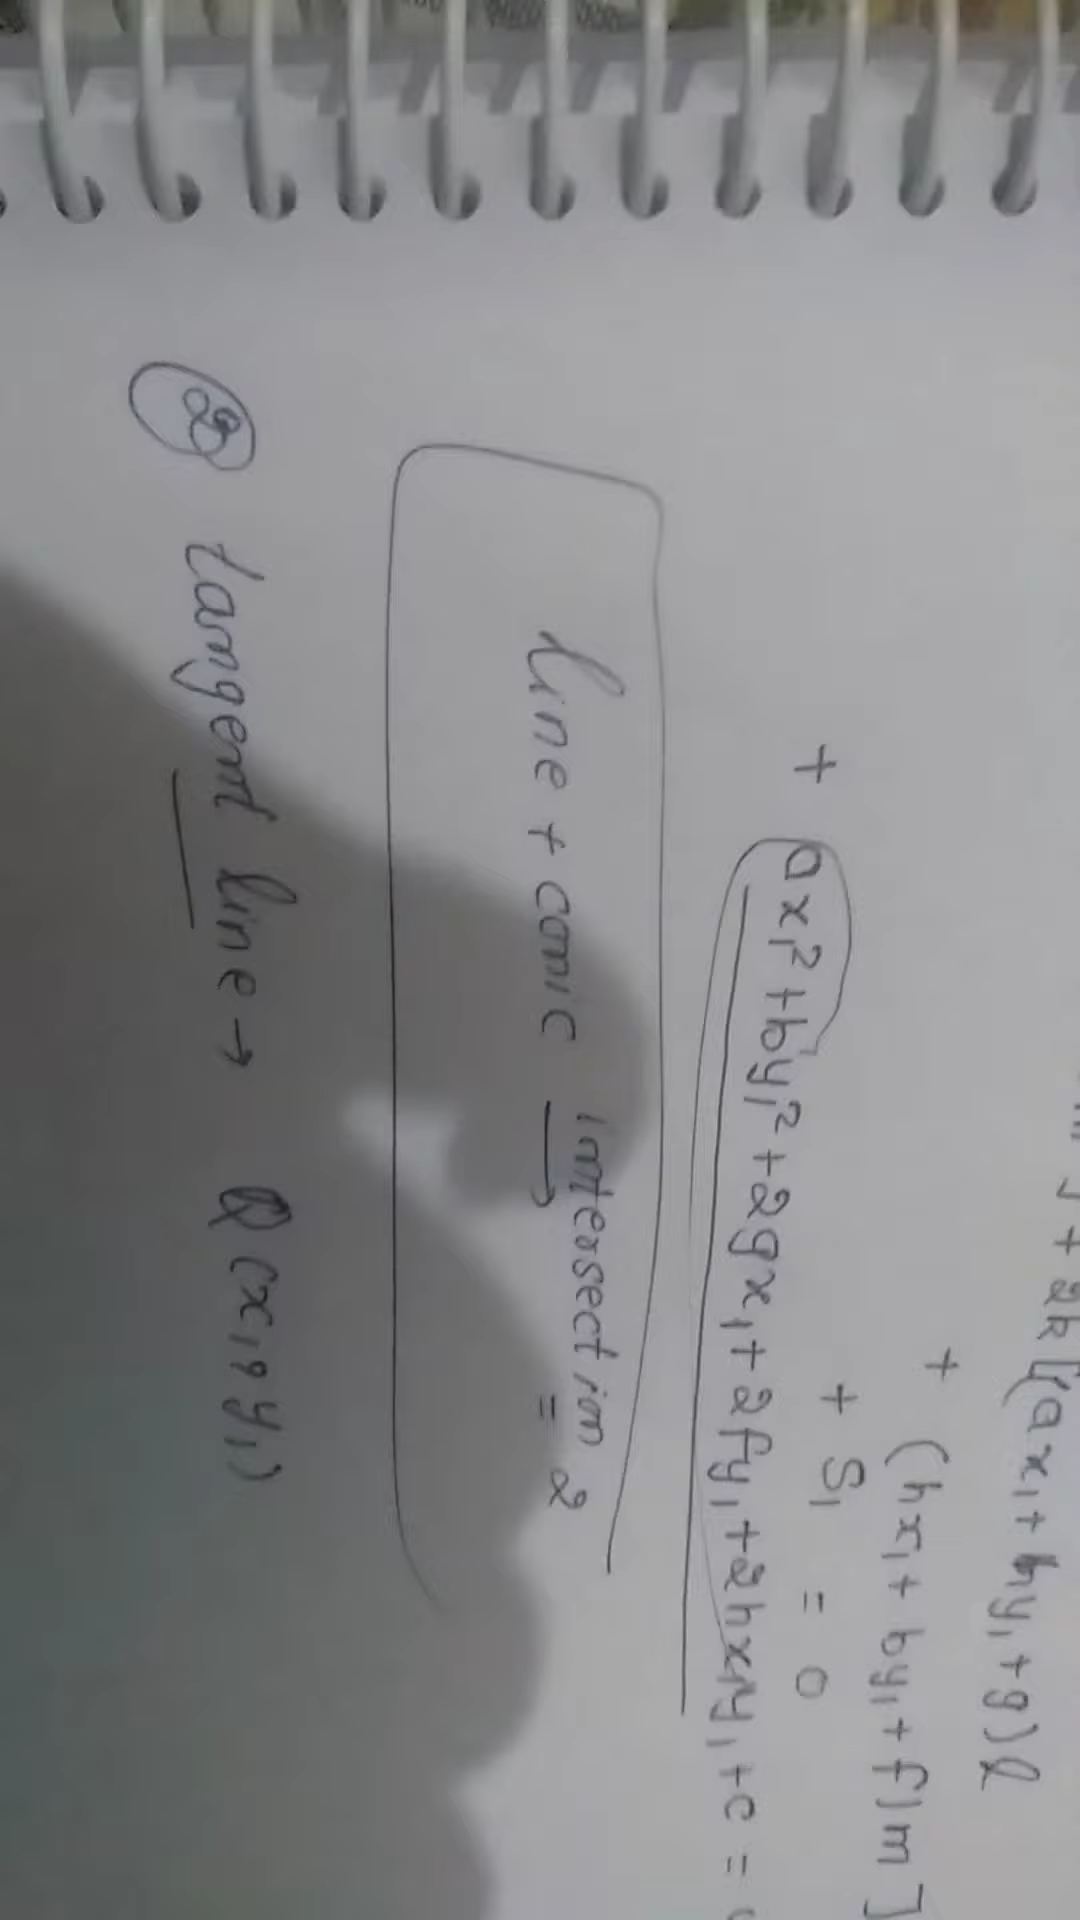 + 2k[(ax₁ + hy₁ + g)l
+ (hx₁ + by₁ + f)m]
+ S₁ = 0
+ ax₁² + by₁² + 2gx₁ + 2fy₁ + 2hx₁y₁ + c =
line + conic → intersection 2
=
tangent line → Q(x₁, y₁)